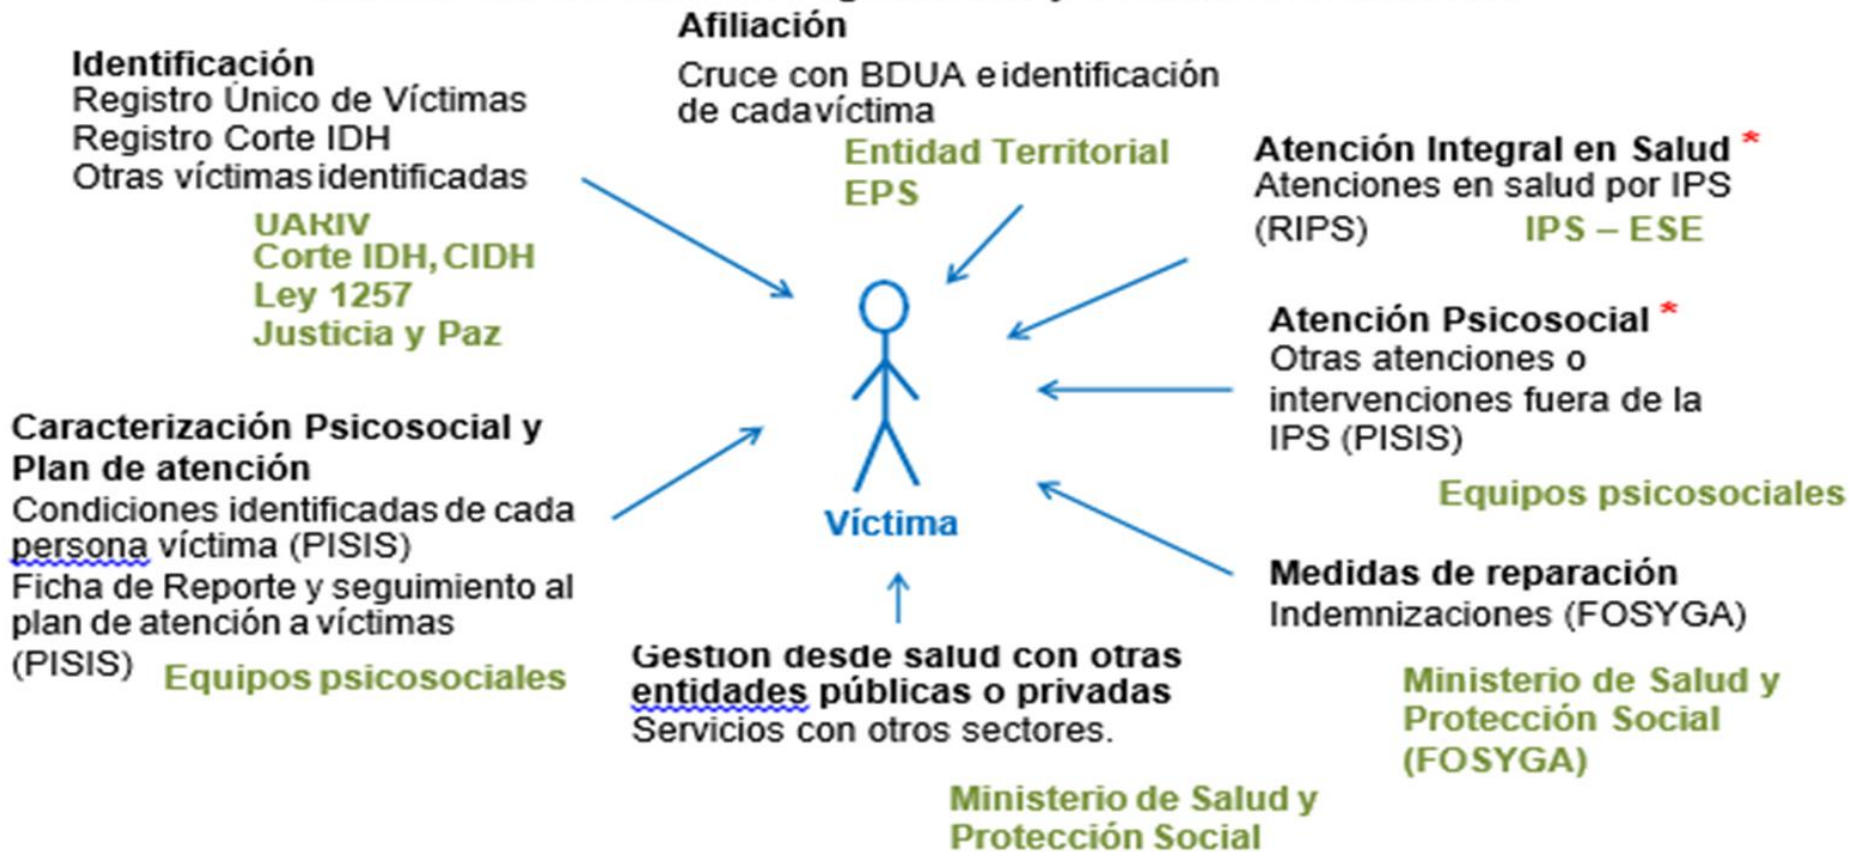 Afiliación
Cruce con BDUA e identificación
de cada víctima
Entidad Territorial
EPS
Identificación
Registro Único de Víctimas
Registro Corte IDH
Otras víctimas identificadas
UARIV
Corte IDH, CIDH
Ley 1257
Justicia y Paz
Atención Integral en Salud *
Atenciones en salud por IPS
(RIPS) IPS – ESE
Atención Psicosocial *
Otras atenciones o
intervenciones fuera de la
IPS (PISIS)
Equipos psicosociales
Caracterización Psicosocial y
Plan de atención
Condiciones identificadas de cada
persona víctima (PISIS)
Ficha de Reporte y seguimiento al
plan de atención a víctimas
(PISIS) Equipos psicosociales
Víctima
Medidas de reparación
Indemnizaciones (FOSYGA)
Ministerio de Salud y
Protección Social
(FOSYGA)
Gestión desde salud con otras
entidades públicas o privadas
Servicios con otros sectores.
Ministerio de Salud y
Protección Social